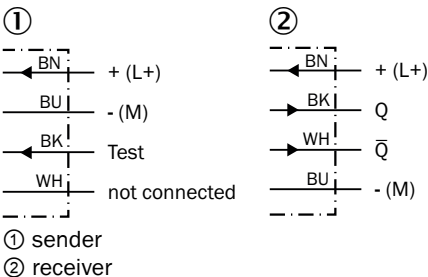 ① ②
BN + (L+)
BU - (M)
BK Test
WH not connected
BN + (L+)
BK Q
WH Q̅
BU - (M)
① sender
② receiver